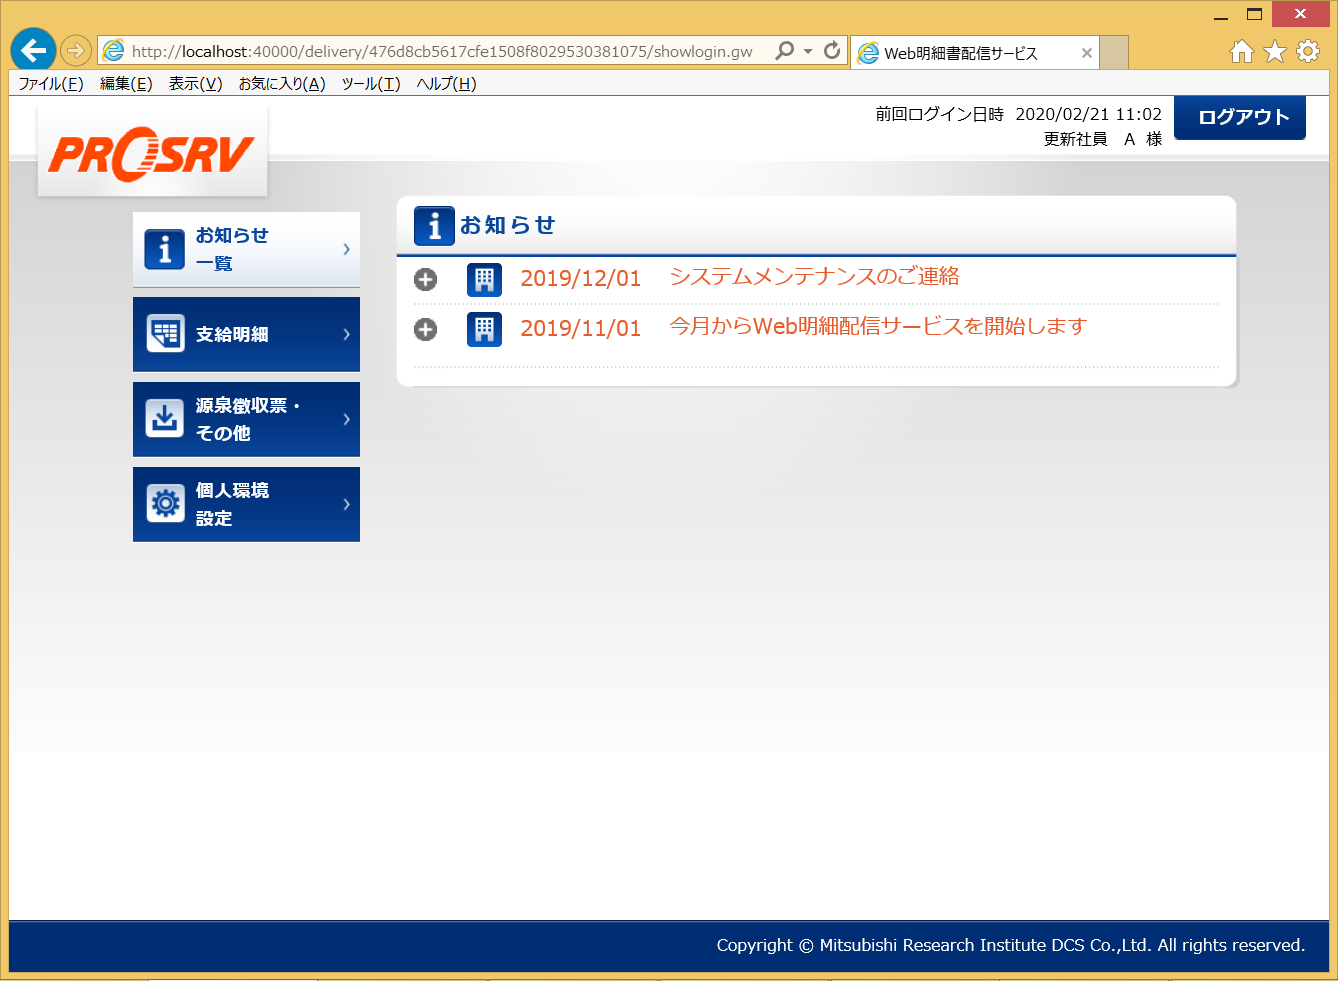 http://localhost:40000/delivery/476d8cb5617cfe1508f8029530381075/showlogin.gw
Web明細書配信サービス
ファイル(F) 編集(E) 表示(V) お気に入り(A) ツール(T) ヘルプ(H)
PROSRV
前回ログイン日時 2020/02/21 11:02
更新社員 A 様
ログアウト
お知らせ
一覧
支給明細
源泉徴収票・
その他
個人環境
設定
お知らせ
2019/12/01 システムメンテナンスのご連絡
2019/11/01 今月からWeb明細配信サービスを開始します
Copyright © Mitsubishi Research Institute DCS Co.,Ltd. All rights reserved.